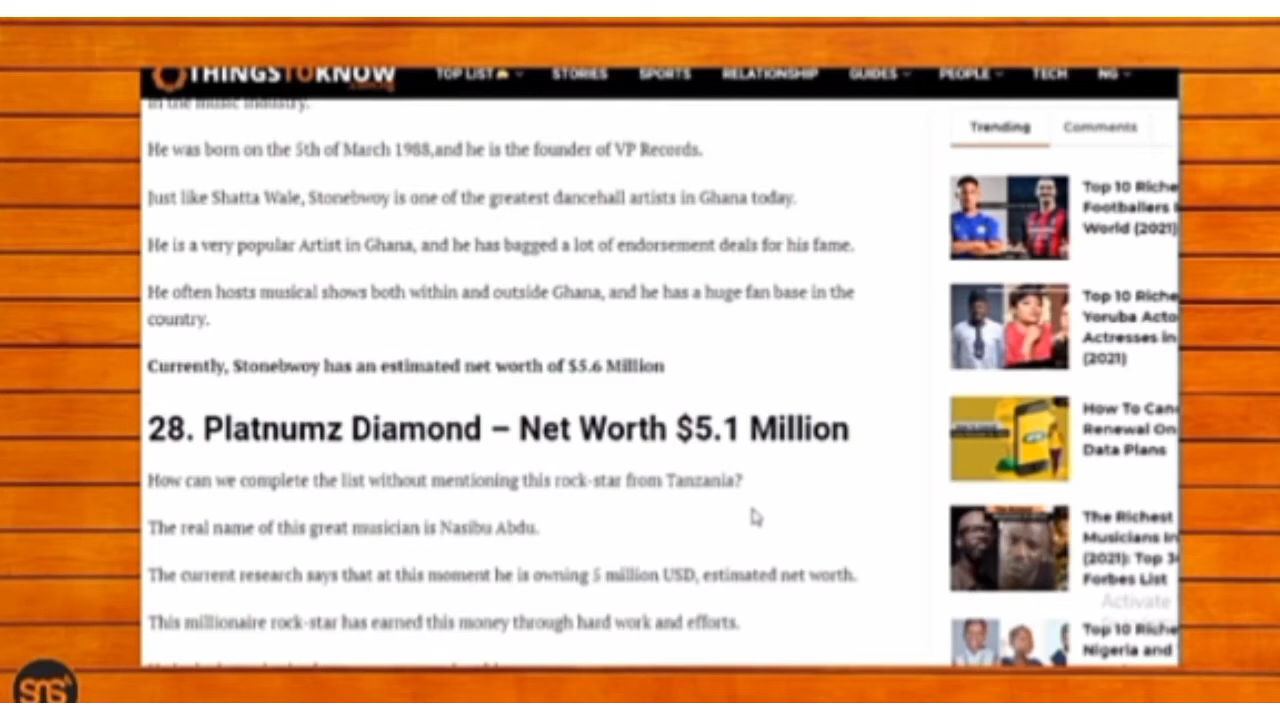 THINGSTOKNOW
TOP LIST
STORIES
SPORTS
RELATIONSHIP
GUIDES
PEOPLE
TECH
NG
in the music industry.
He was born on the 5th of March 1988,and he is the founder of VP Records.
Just like Shatta Wale, Stonebwoy is one of the greatest dancehall artists in Ghana today.
He is a very popular Artist in Ghana, and he has bagged a lot of endorsement deals for his fame.
He often hosts musical shows both within and outside Ghana, and he has a huge fan base in the
country.
Currently, Stonebwoy has an estimated net worth of $5.6 Million
28. Platnumz Diamond – Net Worth $5.1 Million
How can we complete the list without mentioning this rock-star from Tanzania?
The real name of this great musician is Nasibu Abdu.
The current research says that at this moment he is owning 5 million USD, estimated net worth.
This millionaire rock-star has earned this money through hard work and efforts.
Trending
Comments
Top 10 Riche
Footballers
World (2021)
Top 10 Riche
Yoruba Acto
Actresses in
(2021)
How To Can
Renewal On
Data Plans
The Richest
Musicians In
(2021): Top 3
Forbes List
Activate
Top 10 Riche
Nigeria and
sns